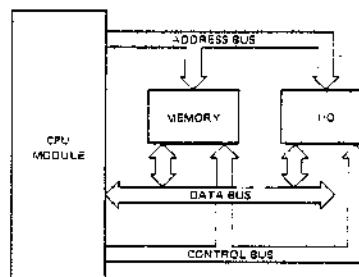 ADDRESS BUS
MEMORY
I/O
CPU
MODULE
DATA BUS
CONTROL BUS